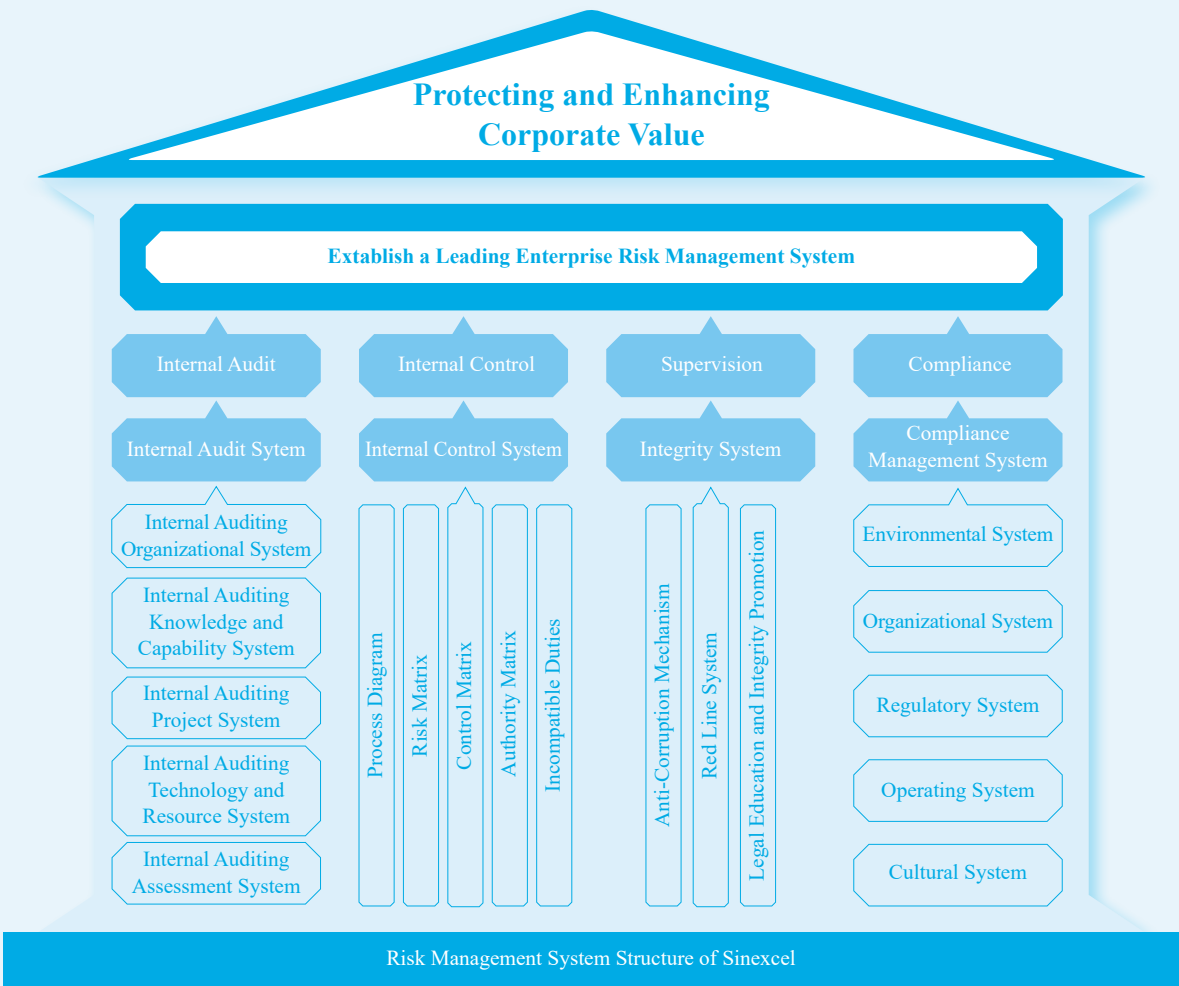 Protecting and Enhancing
Corporate Value
Extablish a Leading Enterprise Risk Management System
Internal Audit
Internal Control
Supervision
Compliance
Internal Audit Sytem
Internal Control System
Integrity System
Compliance
Management System
Internal Auditing
Organizational System
Internal Auditing
Knowledge and
Capability System
Internal Auditing
Project System
Internal Auditing
Technology and
Resource System
Internal Auditing
Assessment System
Process Diagram
Risk Matrix
Control Matrix
Authority Matrix
Incompatible Duties
Anti-Corruption Mechanism
Red Line System
Legal Education and Integrity Promotion
Environmental System
Organizational System
Regulatory System
Operating System
Cultural System
Risk Management System Structure of Sinexcel